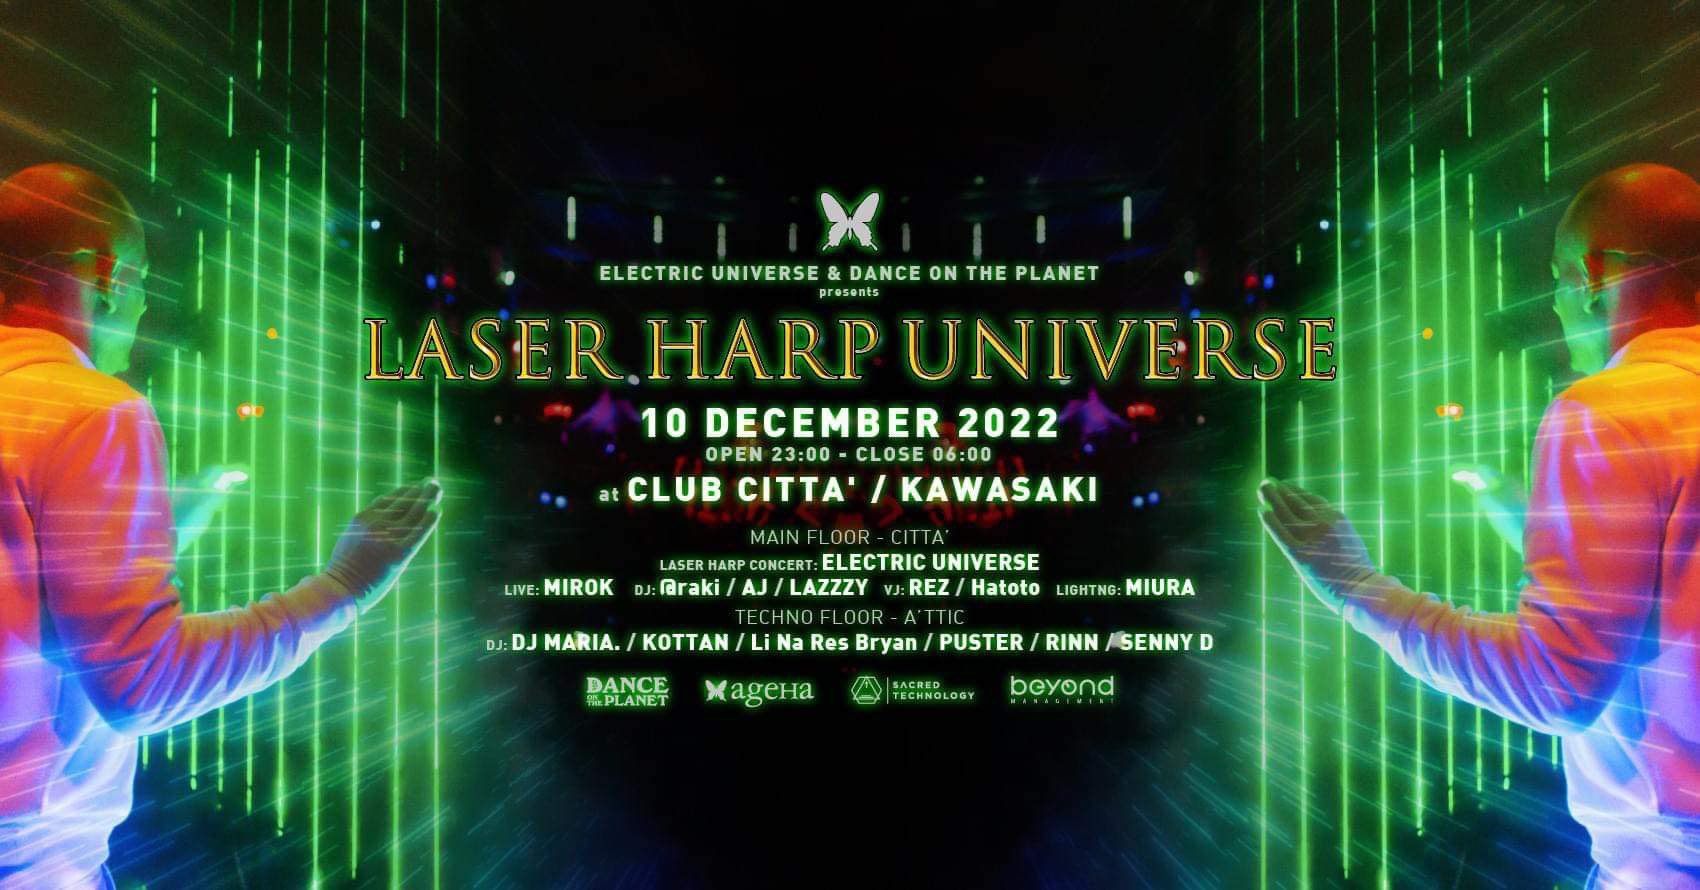 ELECTRIC UNIVERSE & DANCE ON THE PLANET
presents
LASER HARP UNIVERSE
10 DECEMBER 2022
OPEN 23:00 - CLOSE 06:00
at CLUB CITTA' / KAWASAKI
MAIN FLOOR - CITTA'
LASER HARP CONCERT: ELECTRIC UNIVERSE
LIVE: MIROK DJ: @raki / AJ / LAZZZY VJ: REZ / Hatoto LIGHTNG: MIURA
TECHNO FLOOR - A'TTIC
DJ: DJ MARIA. / KOTTAN / Li Na Res Bryan / PUSTER / RINN / SENNY D
DANCE ON THE PLANET ageHa SACRED TECHNOLOGY beyond MANAGEMENT